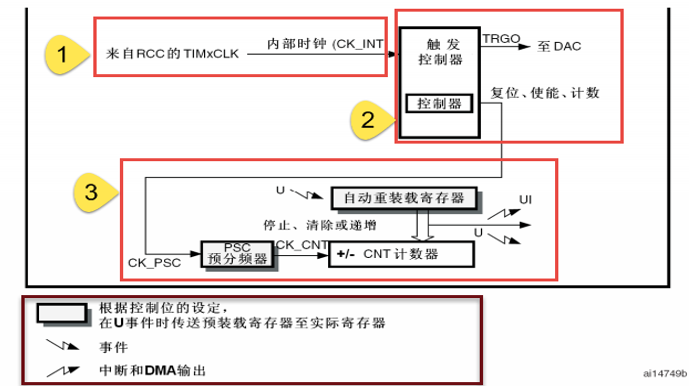 1
来自RCC的TIMxCLK
内部时钟 (CK_INT
触发
控制器
TRGO
至DAC
控制器
2
复位、使能、计数
3
U
自动重装载寄存器
UI
停止、清除或递增
U
CK_PSC
PSC
预分频器
CK_CNT
+/- CNT 计数器
根据控制位的设定，
在U事件时传送预装载寄存器至实际寄存器
事件
中断和DMA输出
ai14749b